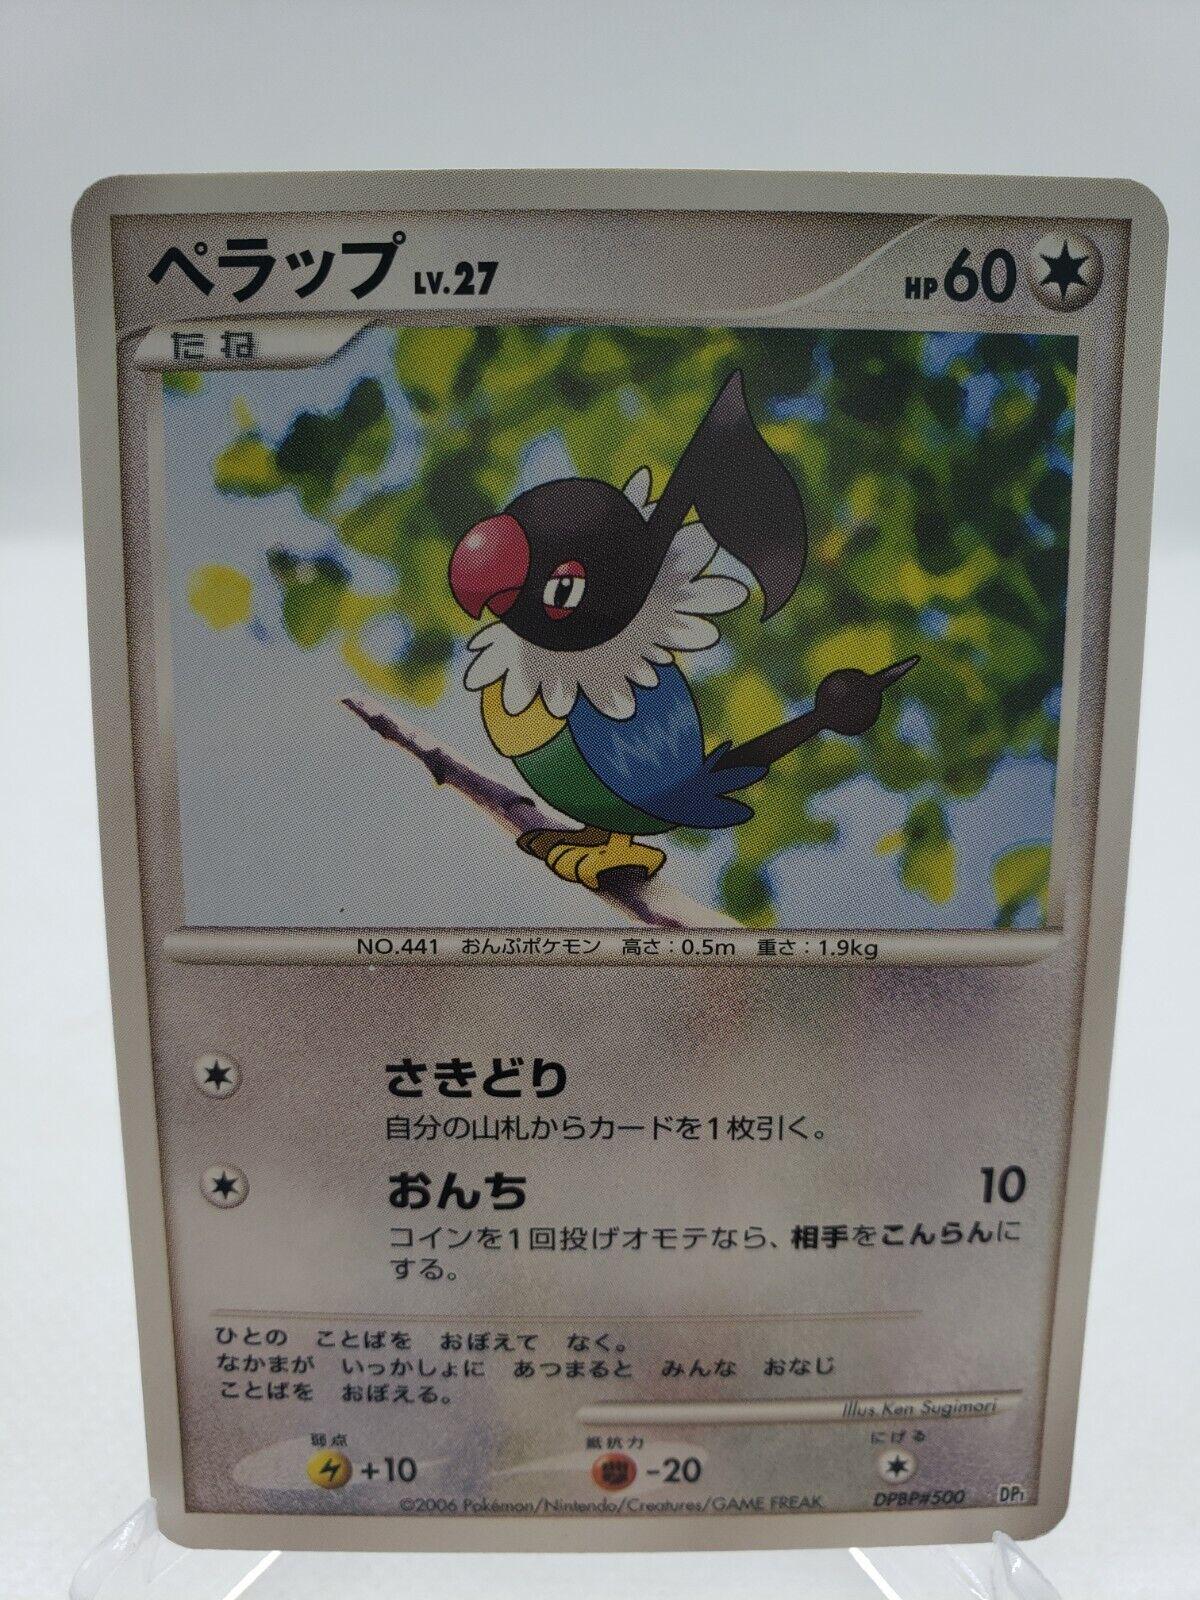 ペラップ LV.27 HP60
たね
NO.441 おんぷポケモン 高さ:0.5m 重さ:1.9kg
さきどり
自分の山札からカードを1枚引く。
おんち 10
コインを1回投げオモテなら、相手をこんらんに
する。
ひとの ことばを おぼえて なく。
なかまが いっかしょに あつまると みんな おなじ
ことばを おぼえる。
Illus. Ken Sugimori
弱点 抵抗力 にげる
+10 -20
©2006 Pokémon/Nintendo/Creatures/GAME FREAK. DPBP#500 DP1